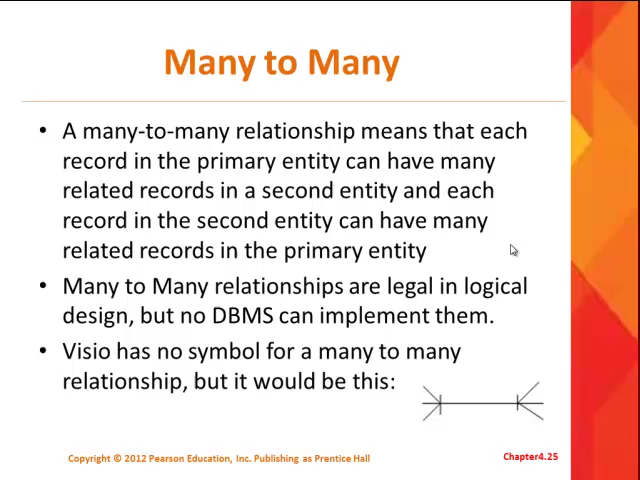 Many to Many
• A many-to-many relationship means that each
record in the primary entity can have many
related records in a second entity and each
record in the second entity can have many
related records in the primary entity
• Many to Many relationships are legal in logical
design, but no DBMS can implement them.
• Visio has no symbol for a many to many
relationship, but it would be this:
Copyright © 2012 Pearson Education, Inc. Publishing as Prentice Hall
Chapter4.25